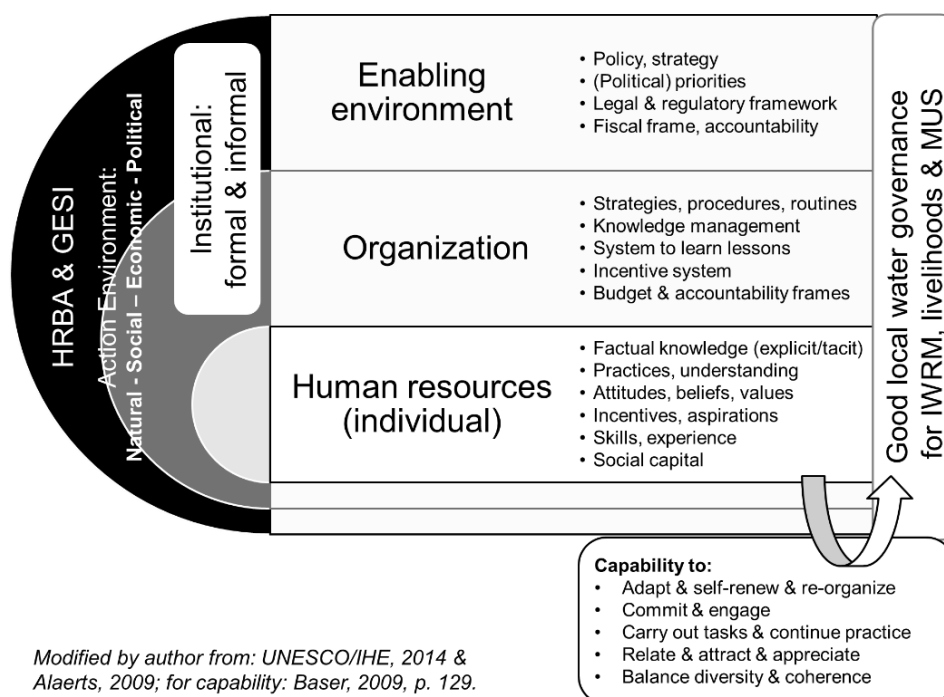 HRBA & GESI
Action Environment:
Natural - Social – Economic - Political
Institutional:
formal & informal
Enabling
environment
• Policy, strategy
• (Political) priorities
• Legal & regulatory framework
• Fiscal frame, accountability
Organization
• Strategies, procedures, routines
• Knowledge management
• System to learn lessons
• Incentive system
• Budget & accountability frames
Human resources
(individual)
• Factual knowledge (explicit/tacit)
• Practices, understanding
• Attitudes, beliefs, values
• Incentives, aspirations
• Skills, experience
• Social capital
Good local water governance
for IWRM, livelihoods & MUS
Capability to:
• Adapt & self-renew & re-organize
• Commit & engage
• Carry out tasks & continue practice
• Relate & attract & appreciate
• Balance diversity & coherence
Modified by author from: UNESCO/IHE, 2014 &
Alaerts, 2009; for capability: Baser, 2009, p. 129.